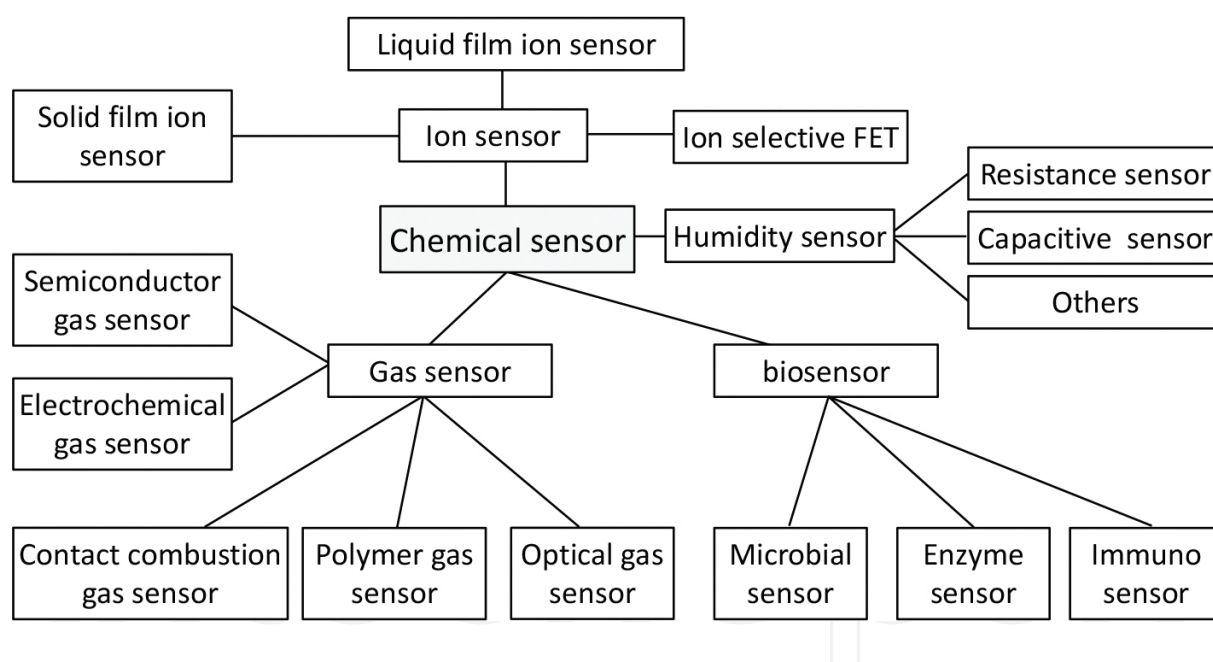 Liquid film ion sensor
Solid film ion
sensor
Ion sensor
Ion selective FET
Resistance sensor
Chemical sensor
Humidity sensor
Capacitive sensor
Others
Semiconductor
gas sensor
Gas sensor
biosensor
Electrochemical
gas sensor
Contact combustion
gas sensor
Polymer gas
sensor
Optical gas
sensor
Microbial
sensor
Enzyme
sensor
Immuno
sensor